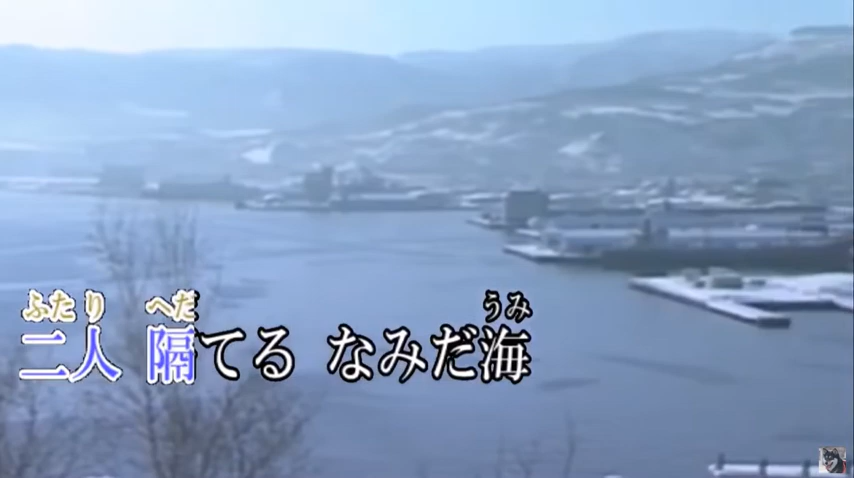 ふたり へだ うみ
二人 隔てる なみだ海